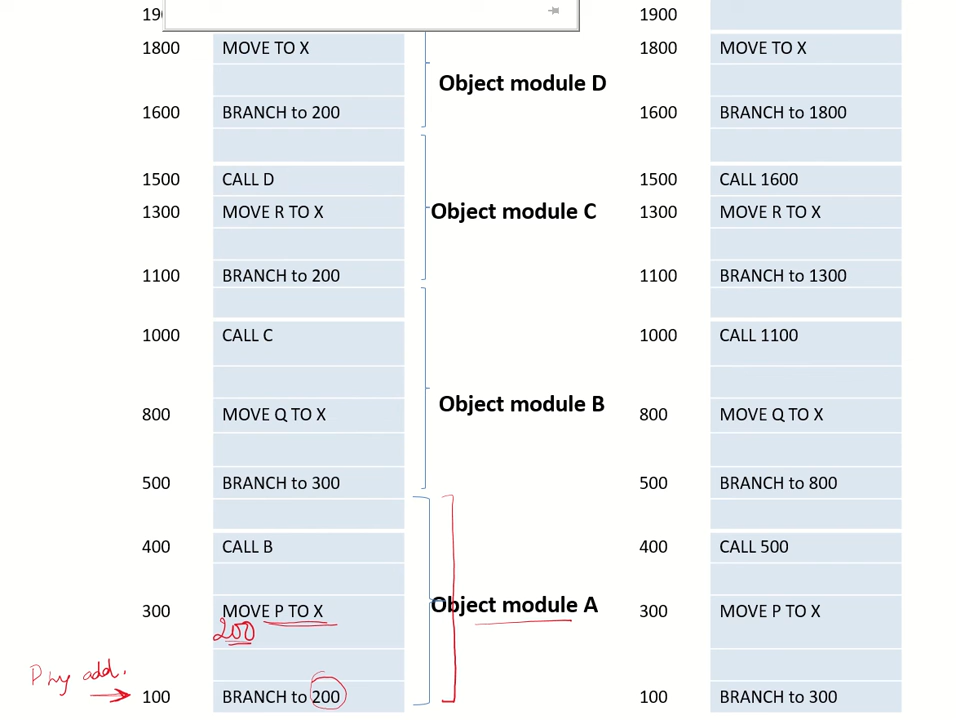 190 1900
1800 MOVE TO X 1800 MOVE TO X
Object module D
1600 BRANCH to 200 1600 BRANCH to 1800
1500 CALL D 1500 CALL 1600
1300 MOVE R TO X Object module C 1300 MOVE R TO X
1100 BRANCH to 200 1100 BRANCH to 1300
1000 CALL C 1000 CALL 1100
Object module B
800 MOVE Q TO X 800 MOVE Q TO X
500 BRANCH to 300 500 BRANCH to 800
400 CALL B 400 CALL 500
300 MOVE P TO X Object module A 300 MOVE P TO X
200
Phy add.
100 BRANCH to 200 100 BRANCH to 300